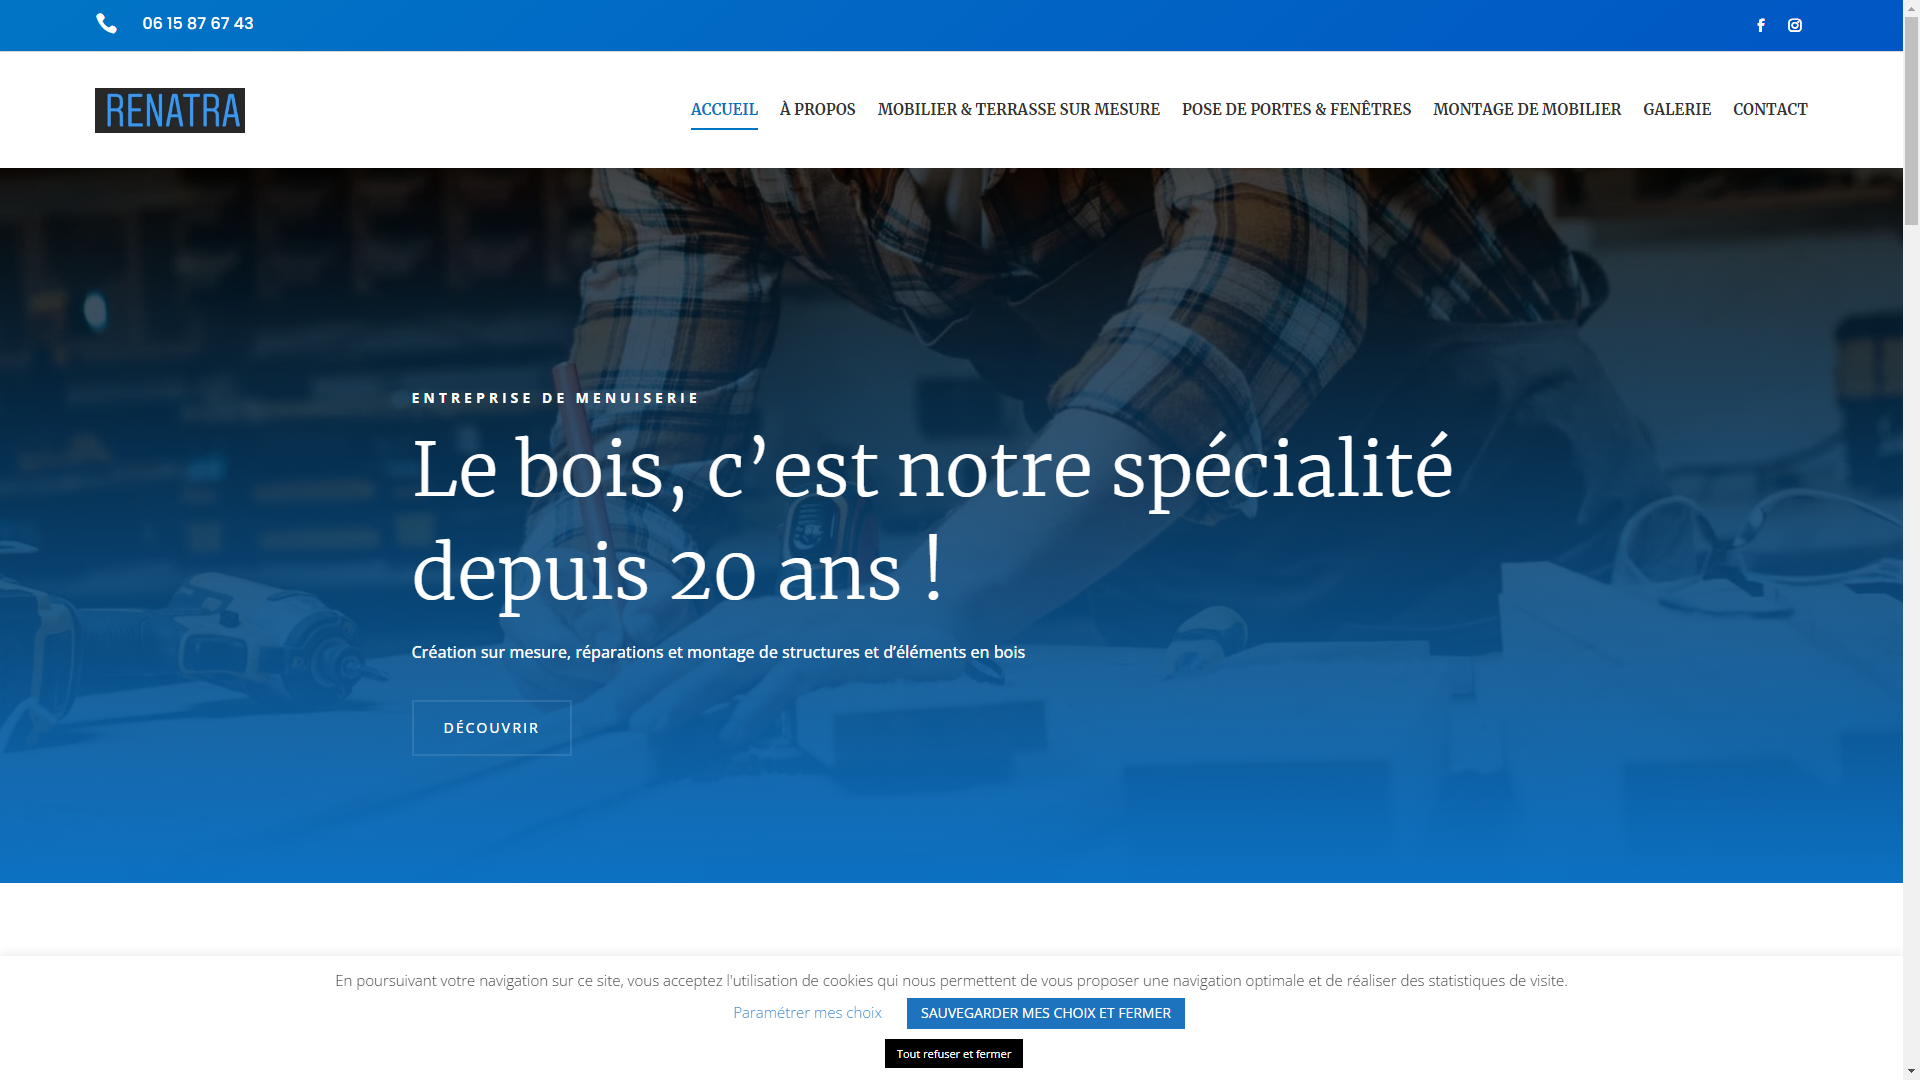 06 15 87 67 43
RENATRA
ACCUEIL À PROPOS MOBILIER & TERRASSE SUR MESURE POSE DE PORTES & FENÊTRES MONTAGE DE MOBILIER GALERIE CONTACT
ENTREPRISE DE MENUISERIE
Le bois, c’est notre spécialité
depuis 20 ans !
Création sur mesure, réparations et montage de structures et d’éléments en bois
DÉCOUVRIR
En poursuivant votre navigation sur ce site, vous acceptez l'utilisation de cookies qui nous permettent de vous proposer une navigation optimale et de réaliser des statistiques de visite.
Paramétrer mes choix SAUVEGARDER MES CHOIX ET FERMER
Tout refuser et fermer